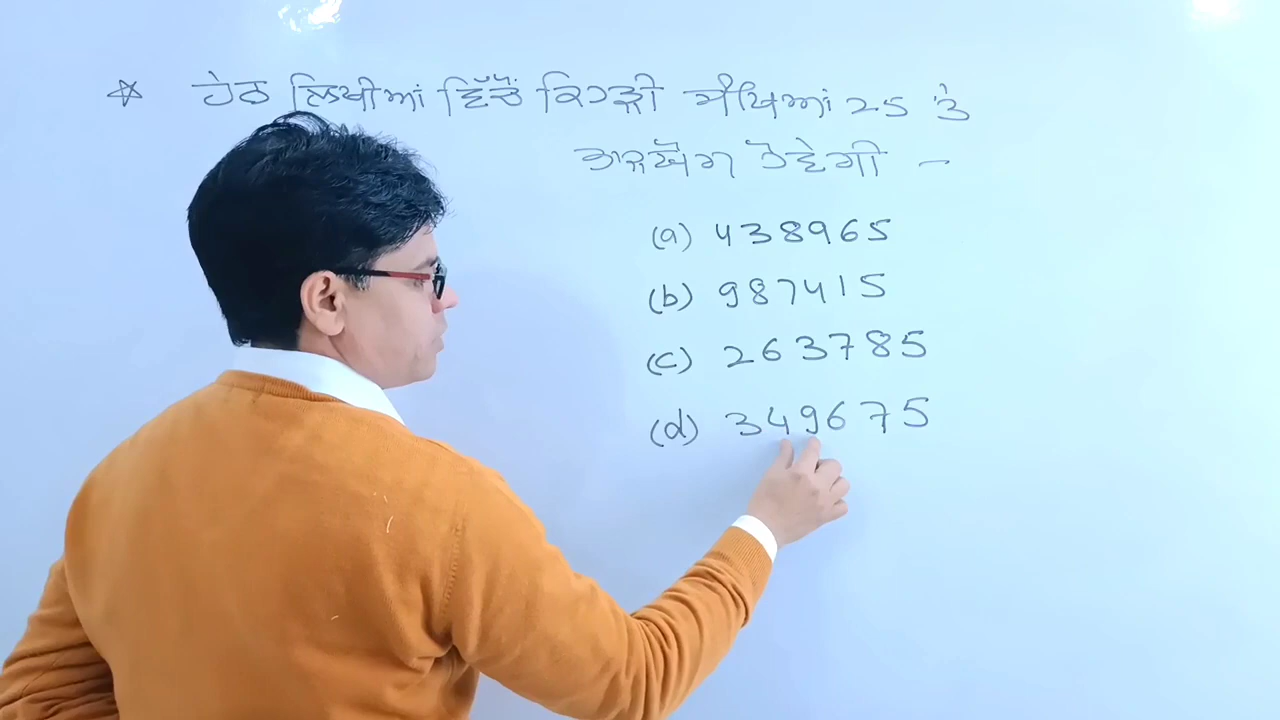 ☆ ਹੇਠ ਲਿਖੀਆਂ ਵਿੱਚੋਂ ਕਿਹੜੀ ਸੰਖਿਆਂ 25 'ਤੇ
ਭਾਜਯੋਗ ਹੋਵੇਗੀ -
(a) 438965
(b) 987415
(c) 263785
(d) 349675